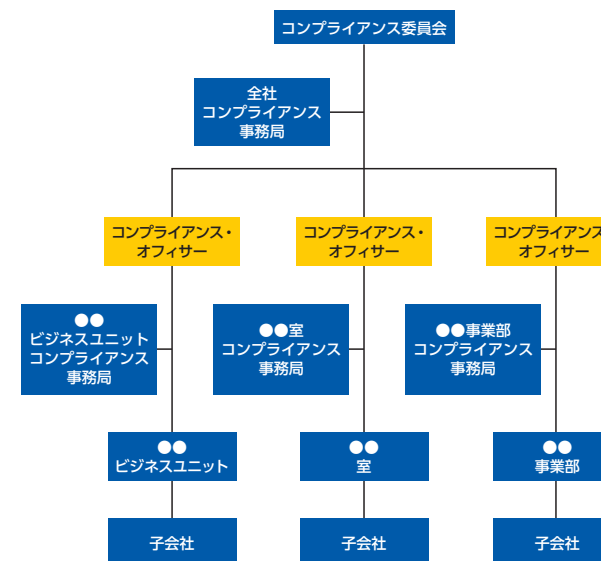 コンプライアンス委員会
全社
コンプライアンス
事務局
コンプライアンス・
オフィサー
コンプライアンス・
オフィサー
コンプライアンス
オフィサー
●●
ビジネスユニット
コンプライアンス
事務局
●●室
コンプライアンス
事務局
●●事業部
コンプライアンス
事務局
●●
ビジネスユニット
●●
室
●●
事業部
子会社
子会社
子会社